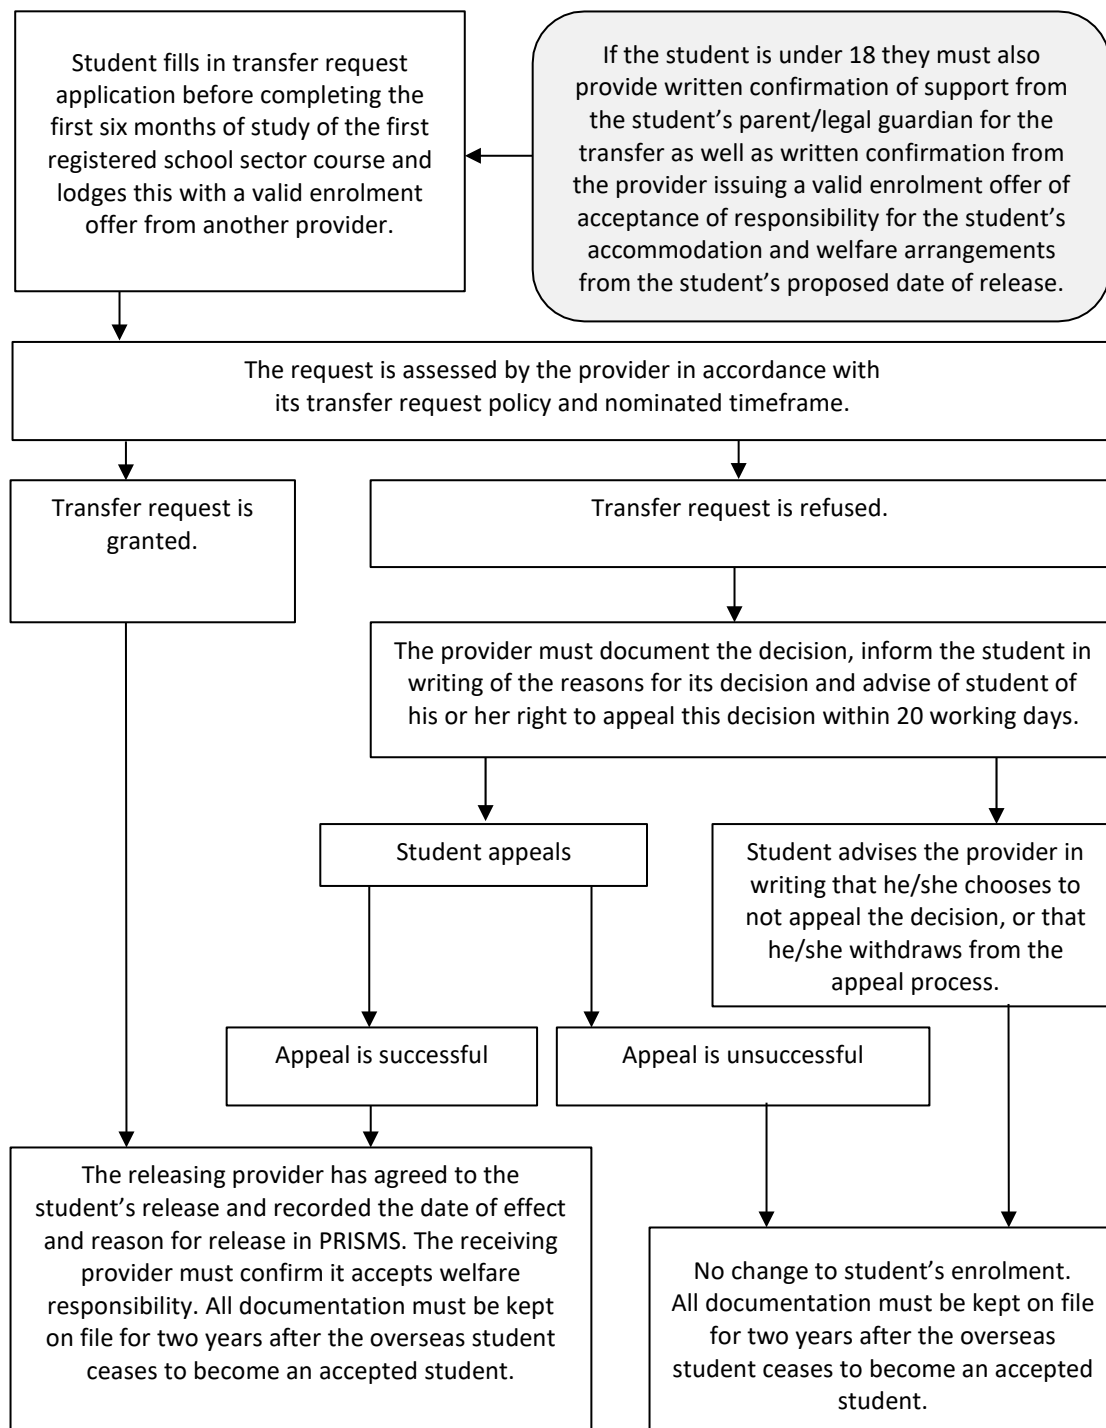 Student fills in transfer request
application before completing the
first six months of study of the first
registered school sector course and
lodges this with a valid enrolment
offer from another provider.
If the student is under 18 they must also
provide written confirmation of support from
the student’s parent/legal guardian for the
transfer as well as written confirmation from
the provider issuing a valid enrolment offer of
acceptance of responsibility for the student’s
accommodation and welfare arrangements
from the student’s proposed date of release.
The request is assessed by the provider in accordance with
its transfer request policy and nominated timeframe.
Transfer request is
granted.
Transfer request is refused.
The provider must document the decision, inform the student in
writing of the reasons for its decision and advise of student of
his or her right to appeal this decision within 20 working days.
Student appeals
Student advises the provider in
writing that he/she chooses to
not appeal the decision, or that
he/she withdraws from the
appeal process.
Appeal is successful
Appeal is unsuccessful
The releasing provider has agreed to the
student’s release and recorded the date of effect
and reason for release in PRISMS. The receiving
provider must confirm it accepts welfare
responsibility. All documentation must be kept
on file for two years after the overseas student
ceases to become an accepted student.
No change to student’s enrolment.
All documentation must be kept on file
for two years after the overseas
student ceases to become an accepted
student.